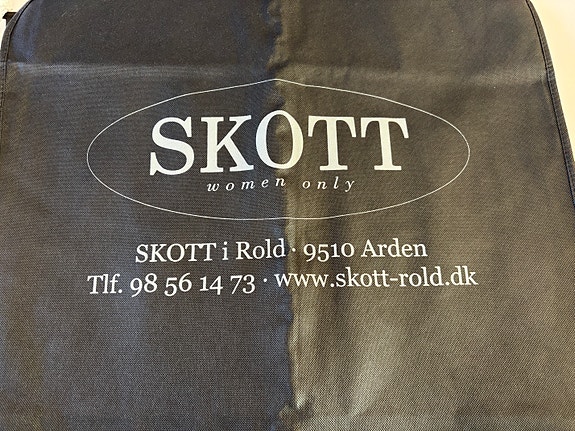 SKOTT
women only
SKOTT i Rold · 9510 Arden
Tlf. 98 56 14 73 · www.skott-rold.dk